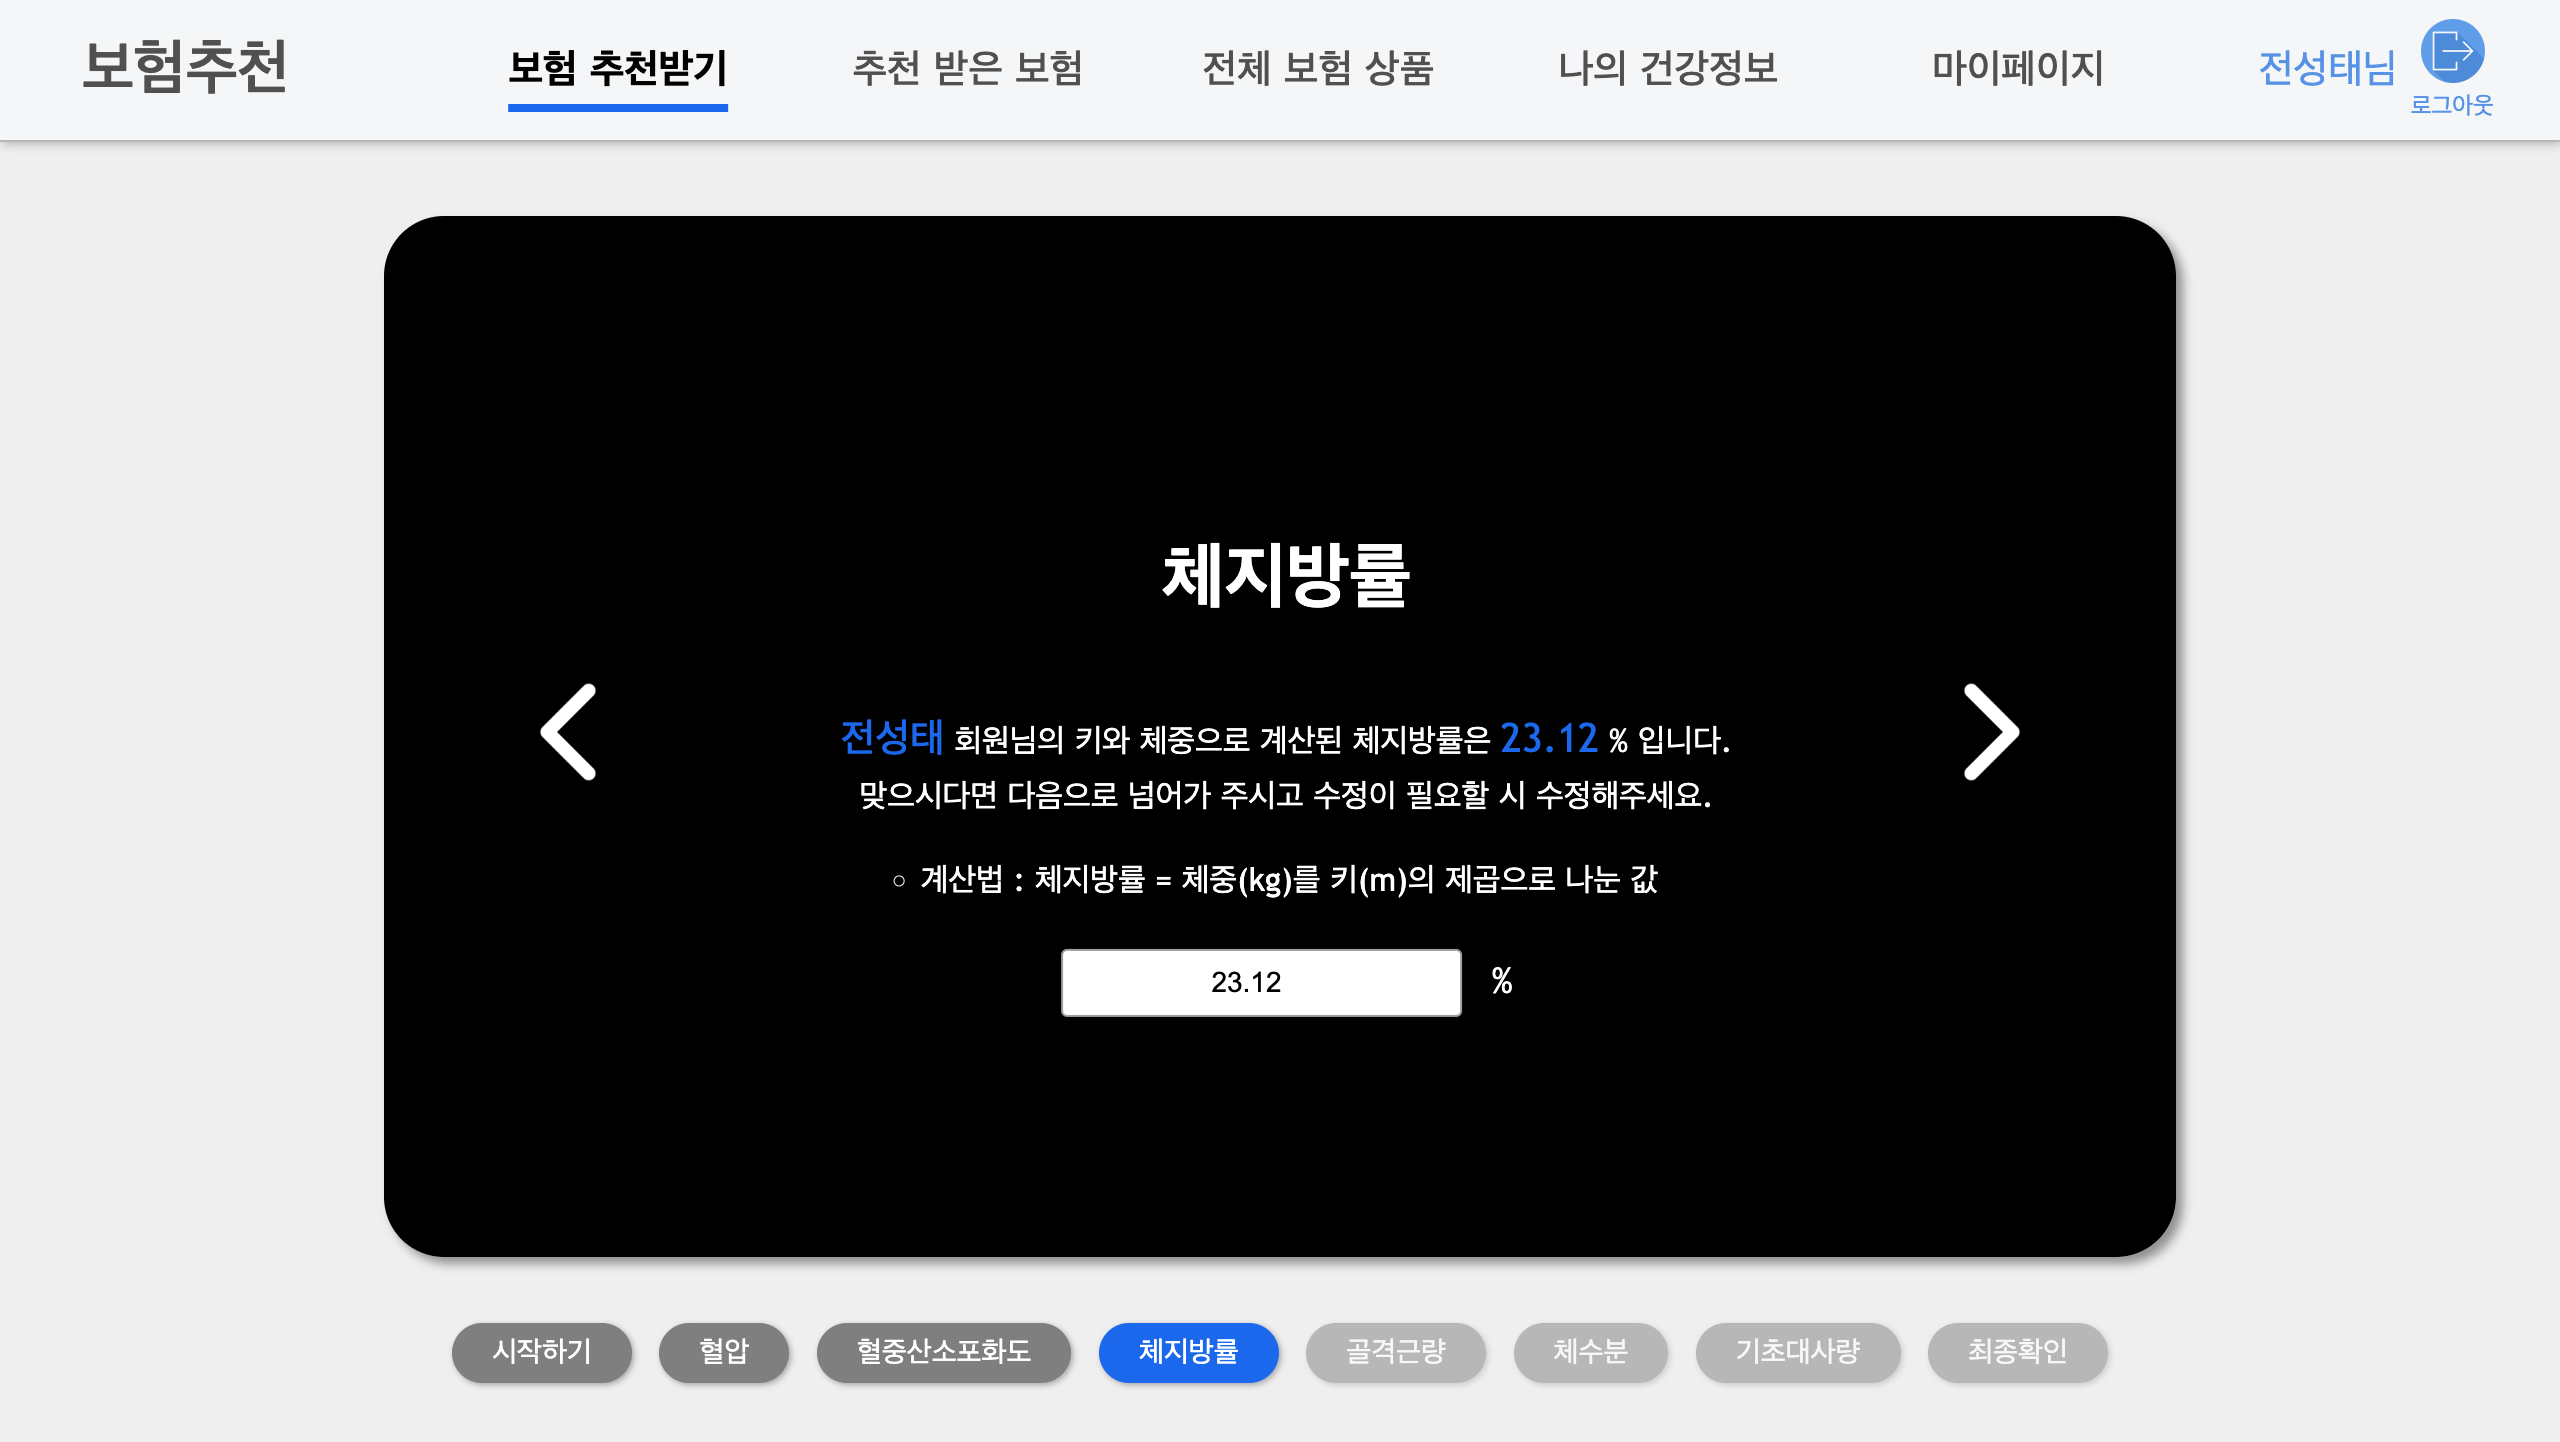 보험추천
보험 추천받기
추천 받은 보험
전체 보험 상품
나의 건강정보
마이페이지
전성태님
로그아웃
체지방률
전성태 회원님의 키와 체중으로 계산된 체지방률은 23.12 % 입니다.
맞으시다면 다음으로 넘어가 주시고 수정이 필요할 시 수정해주세요.
계산법 : 체지방률 = 체중(kg)를 키(m)의 제곱으로 나눈 값
23.12 %
시작하기
혈압
혈중산소포화도
체지방률
골격근량
체수분
기초대사량
최종확인